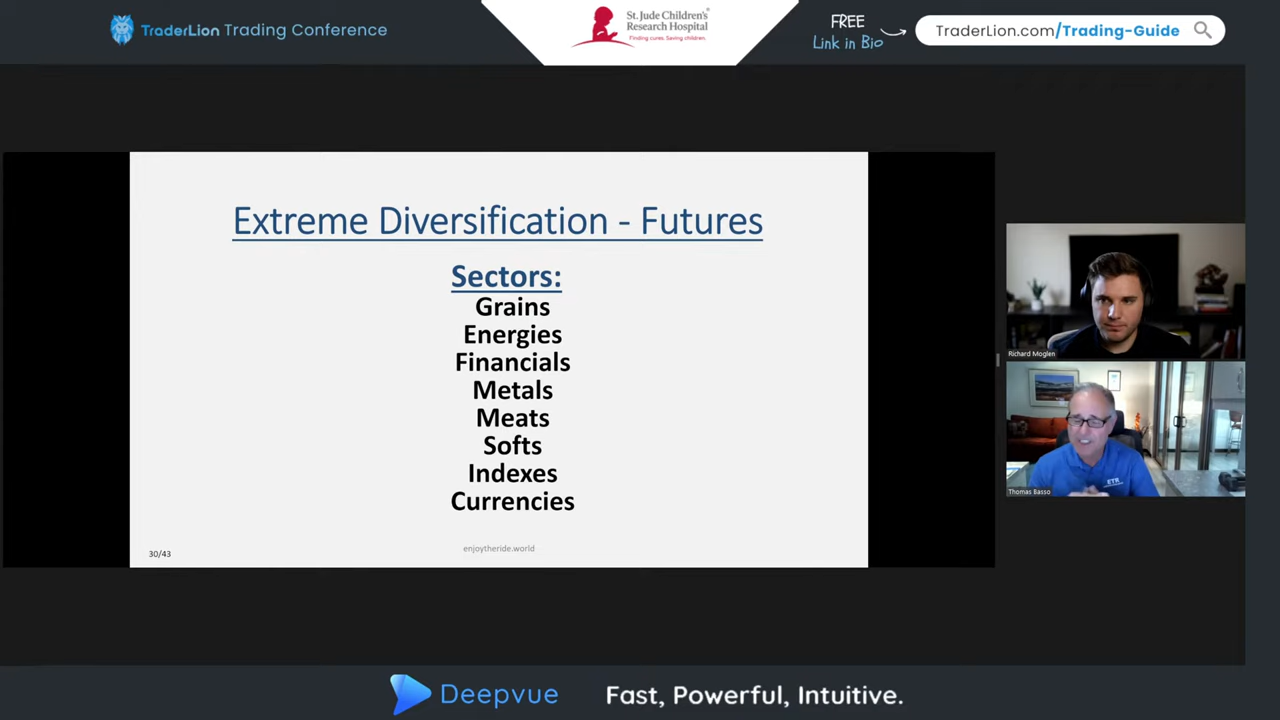 TraderLion Trading Conference
St. Jude Children's
Research Hospital
Finding cures. Saving children.
FREE
Link in Bio
TraderLion.com/Trading-Guide
Extreme Diversification - Futures
Sectors:
Grains
Energies
Financials
Metals
Meats
Softs
Indexes
Currencies
30/43
enjoytheride.world
Richard Moglen
ETR
Thomas Basso
Deepvue
Fast, Powerful, Intuitive.